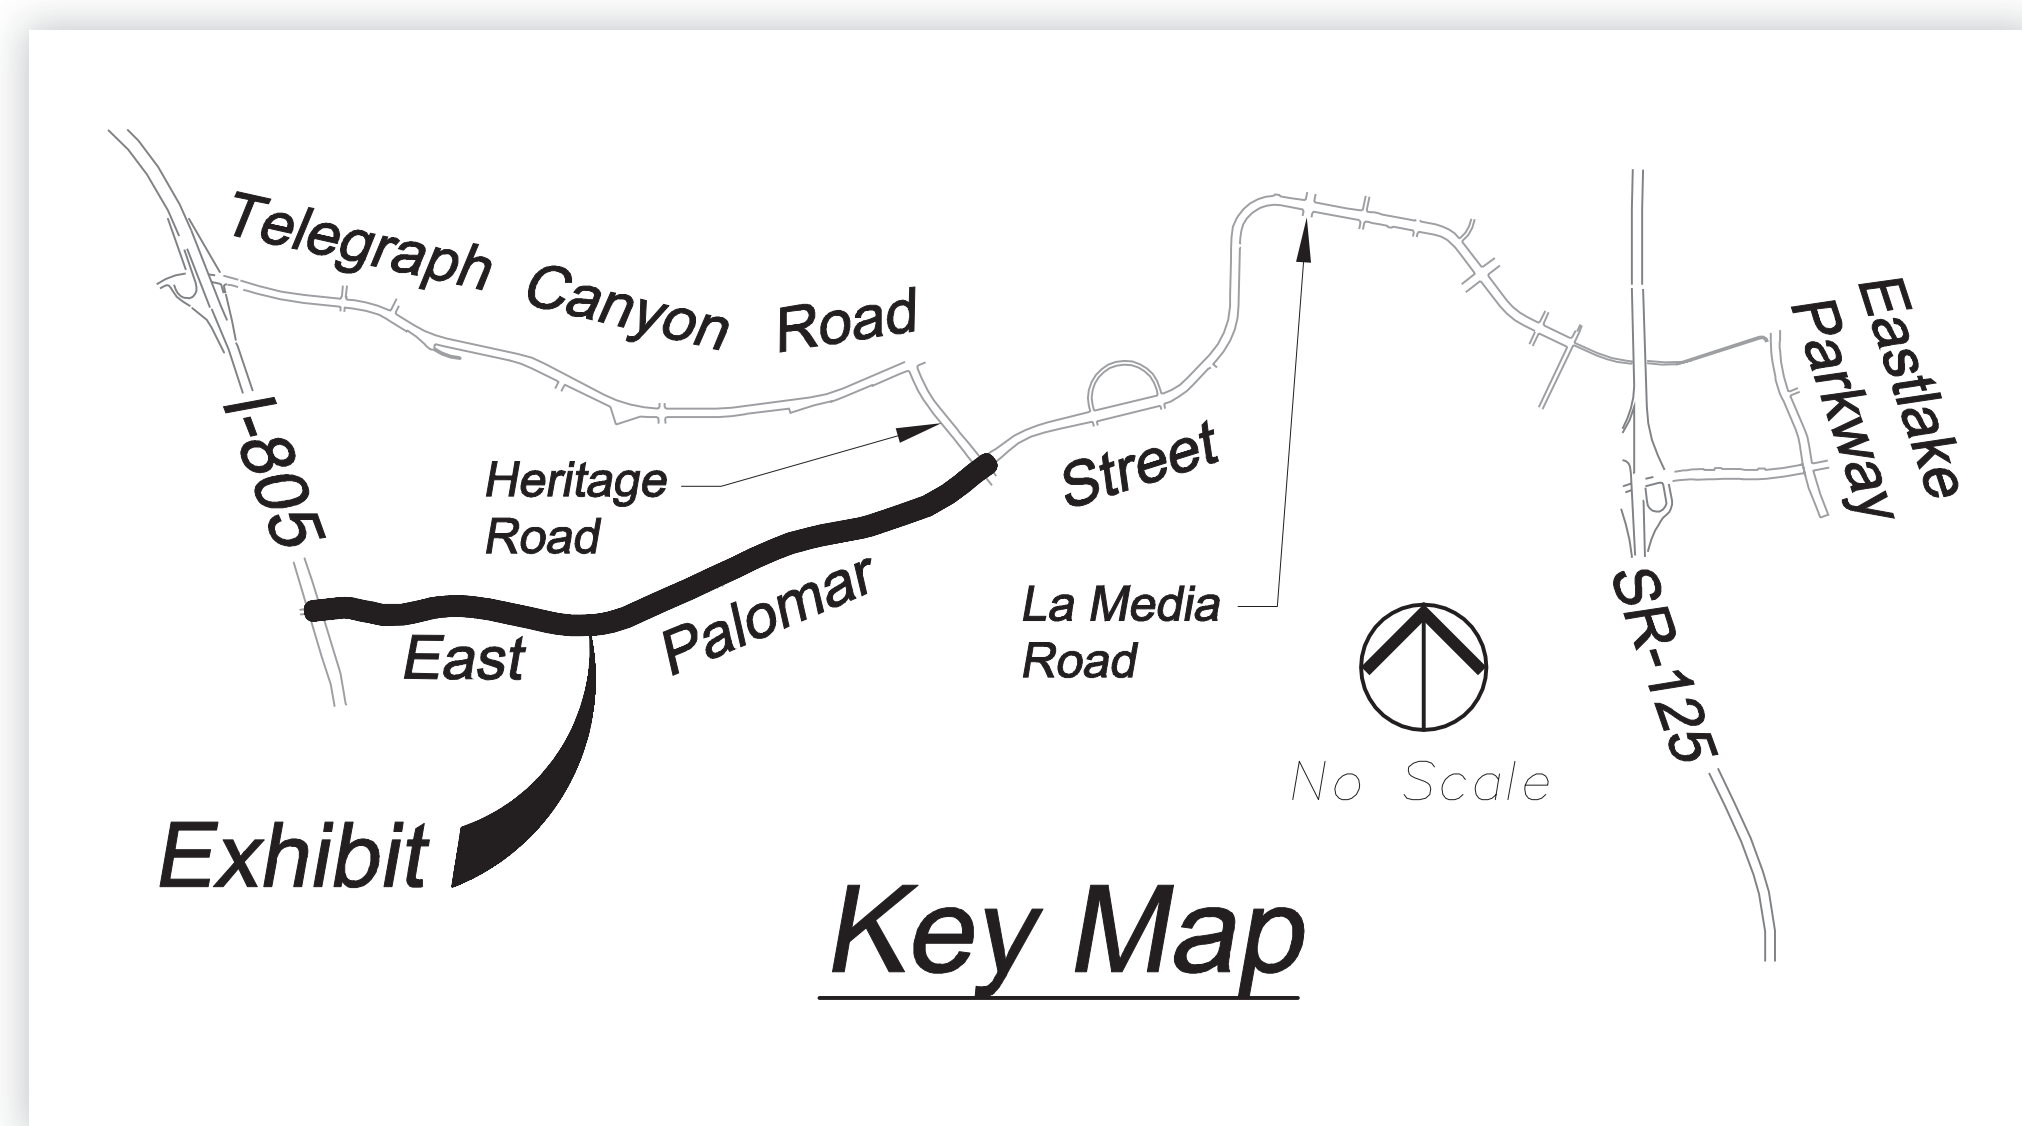 Telegraph Canyon Road
Eastlake
Parkway
I-805
Heritage
Road
East Palomar Street
La Media
Road
SR-125
No Scale
Exhibit
Key Map